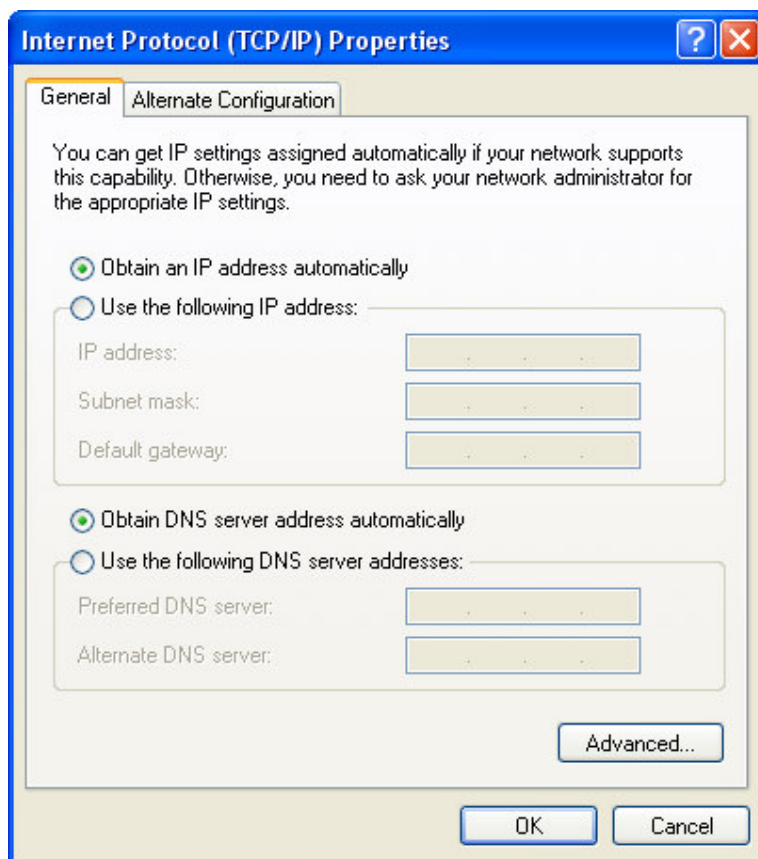 Internet Protocol (TCP/IP) Properties
General
Alternate Configuration
You can get IP settings assigned automatically if your network supports
this capability. Otherwise, you need to ask your network administrator for
the appropriate IP settings.
Obtain an IP address automatically
Use the following IP address:
IP address:
Subnet mask:
Default gateway:
Obtain DNS server address automatically
Use the following DNS server addresses:
Preferred DNS server:
Alternate DNS server:
Advanced...
OK
Cancel